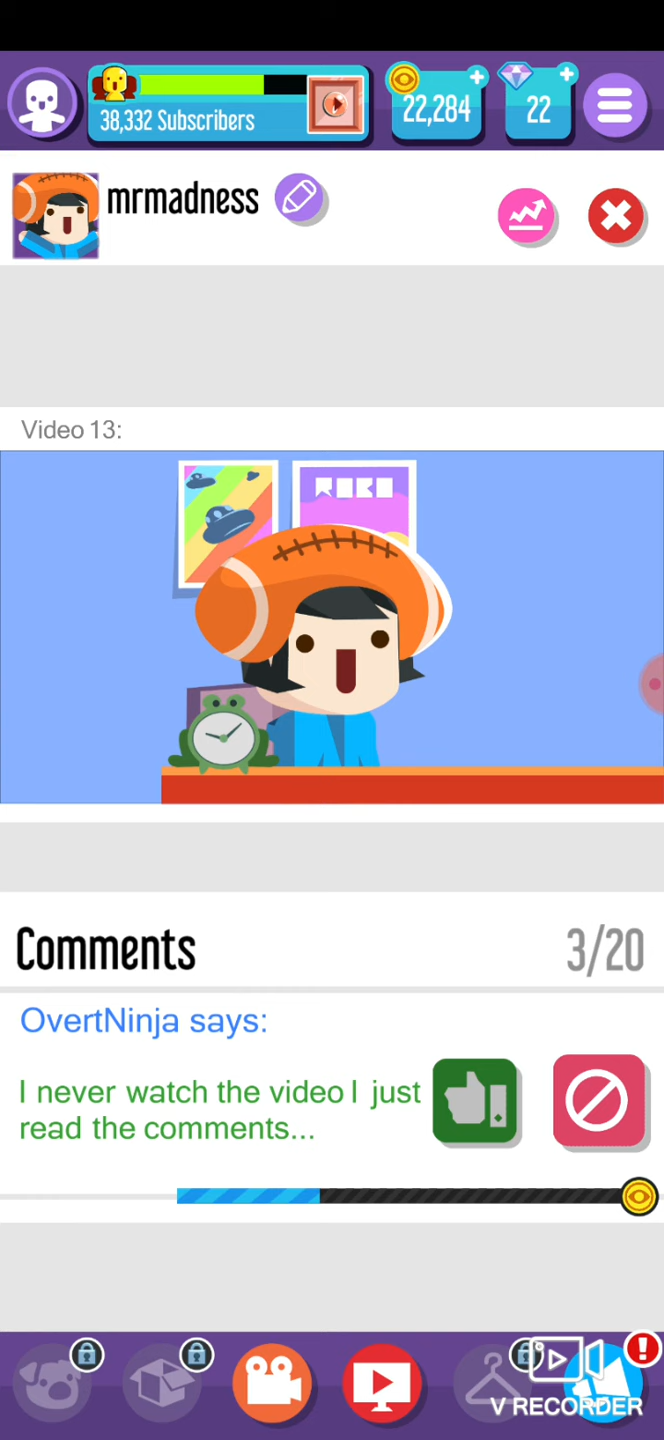 38,332 Subscribers
22,284
22
mrmadness
Video 13:
ROKO
Comments
3/20
OvertNinja says:
I never watch the video I just
read the comments...
!
V RECORDER